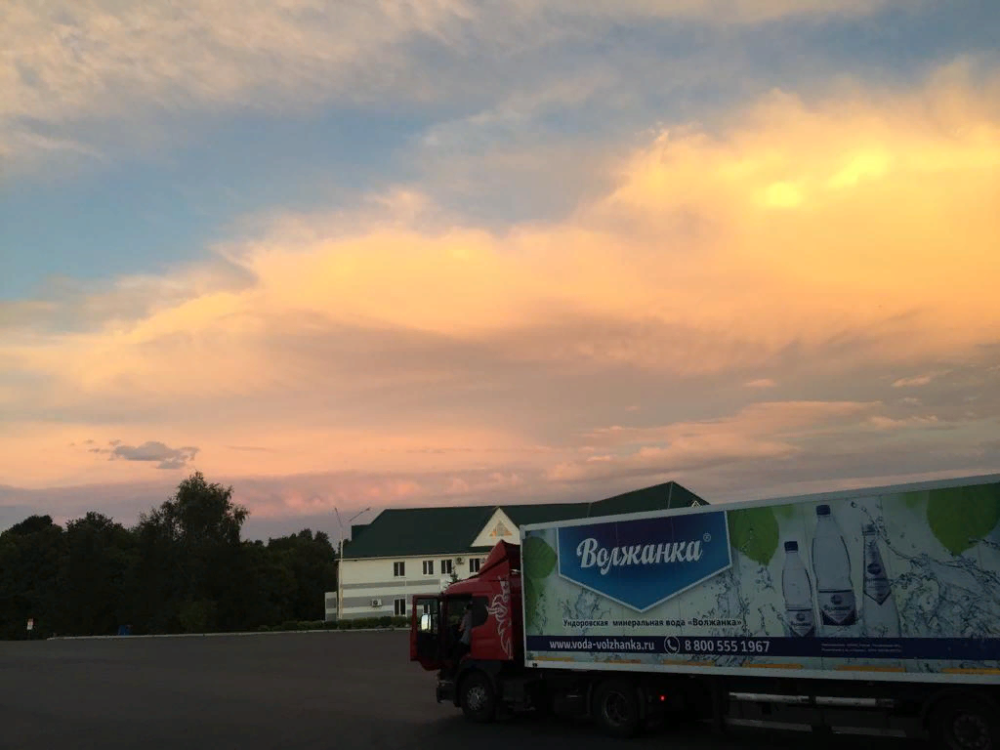 Волжанка®
Ундоровская минеральная вода «Волжанка»
www.voda-volzhanka.ru 8 800 555 1967